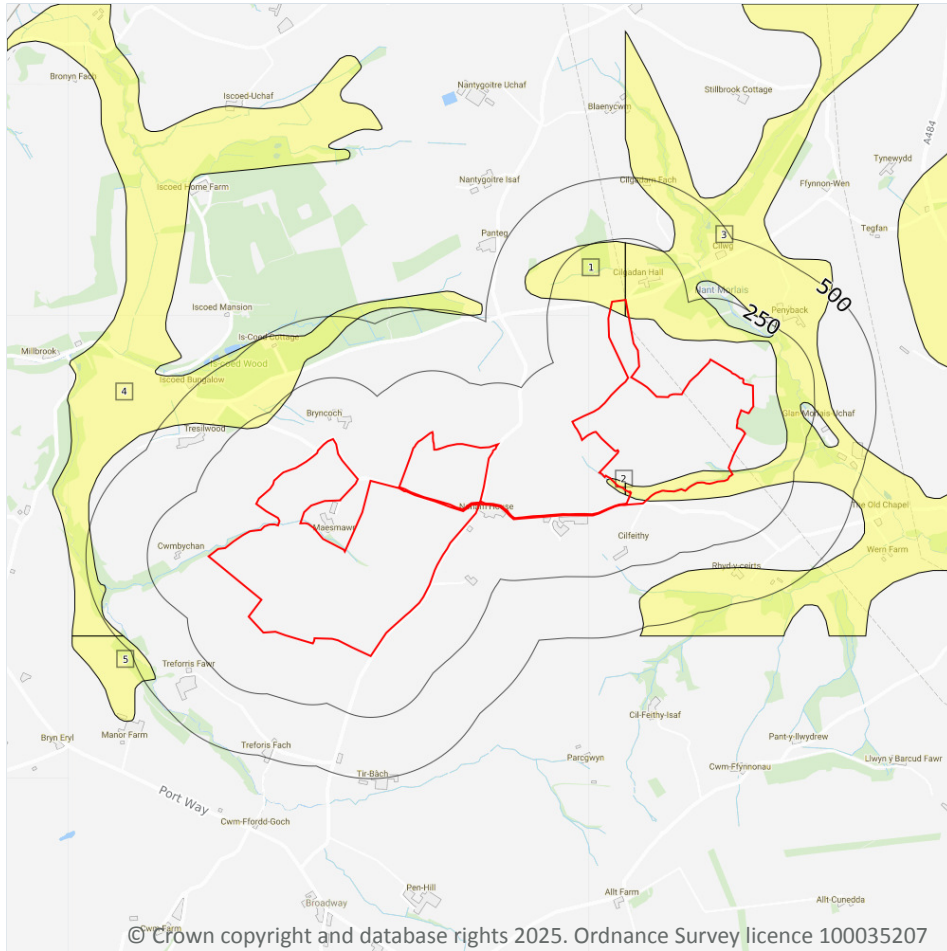 Bronyn Fach
Iscoed-Uchaf
Nantygoitre Uchaf
Blaenycwm
Stillbrook Cottage
A484
Tynewydd
Iscoed Home Farm
Nantygoitre Isaf
Cilgadam Fach
Ffynnon-Wen
Tegfan
Panteg
3
Cilwg
1
Cilgadan Hall
Nant Morlais
500
Iscoed Mansion
Penyback
250
Is-Coed Cottage
Millbrook
Is-Coed Wood
Iscoed Bungalow
4
Bryncoch
Glan Morlais-Uchaf
Tresilwood
2
The Old Chapel
Maesmawr
Cilfeithy
Cwmbychan
Wern Farm
Rhyd-y-ceirts
5
Treforris Fawr
Cil-Feithy-Isaf
Bryn Eryl
Manor Farm
Treforis Fach
Pant-y-llwydrew
Parcgwyn
Llwyn y Barcud Fawr
Tir-Bâch
Cwm-Ffynnonau
Port Way
Cwm-Ffordd-Goch
Pen-Hill
Allt Farm
Broadway
Allt-Cunedda
Cwm Farm
© Crown copyright and database rights 2025. Ordnance Survey licence 100035207